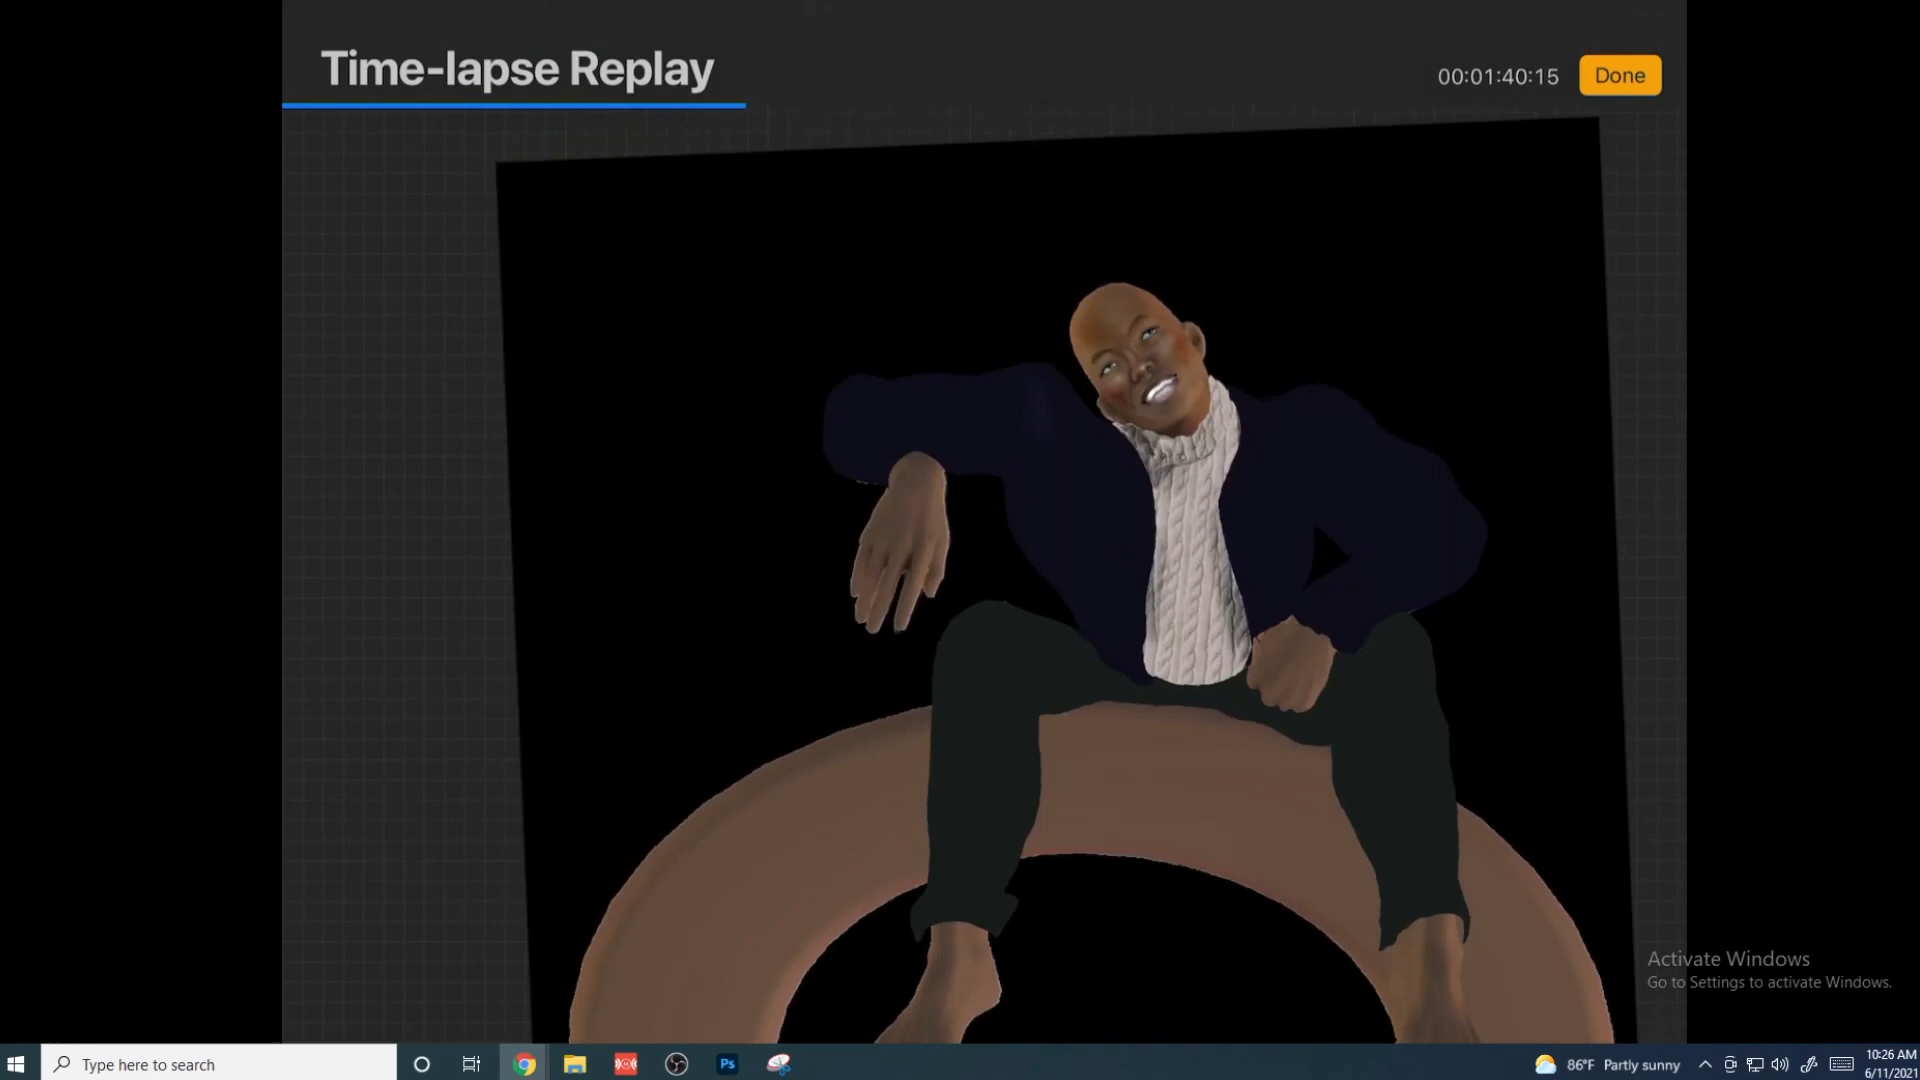 Time-lapse Replay
00:01:40:15
Done
Activate Windows
Go to Settings to activate Windows.
Type here to search
Ps
86°F Partly sunny
10:26 AM
6/11/2021